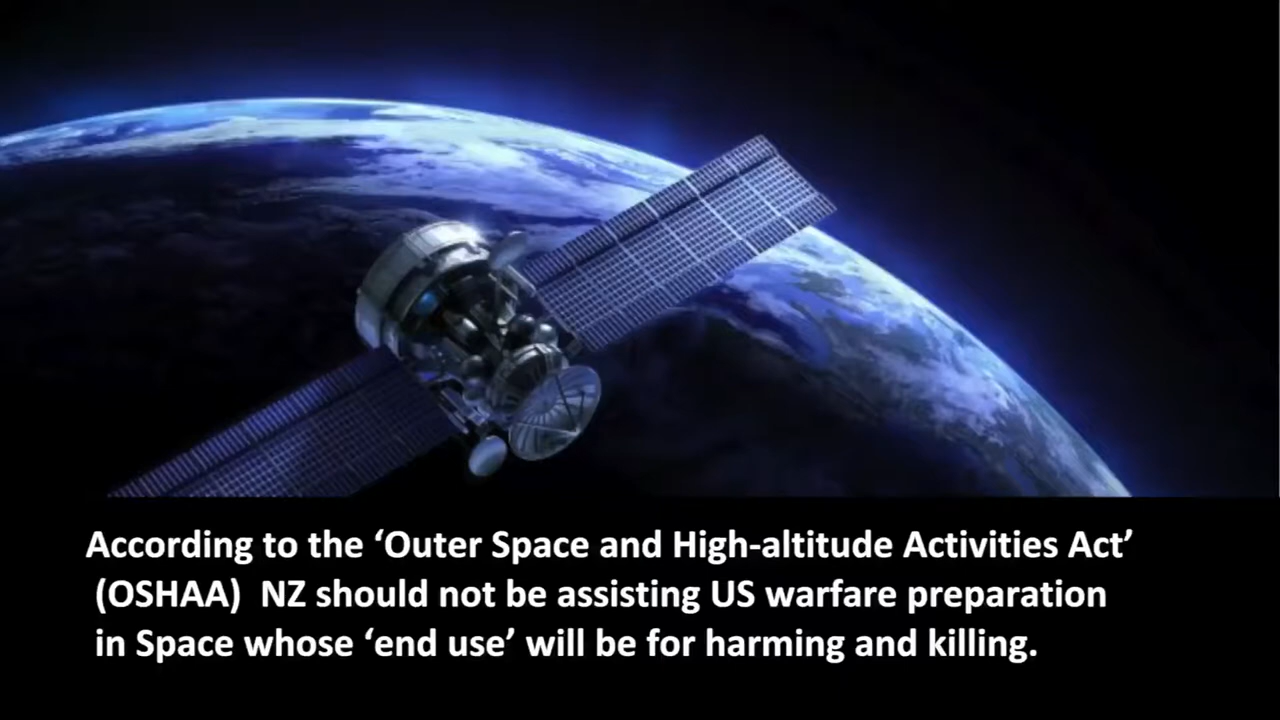 According to the ‘Outer Space and High-altitude Activities Act’
(OSHAA)  NZ should not be assisting US warfare preparation
in Space whose ‘end use’ will be for harming and killing.